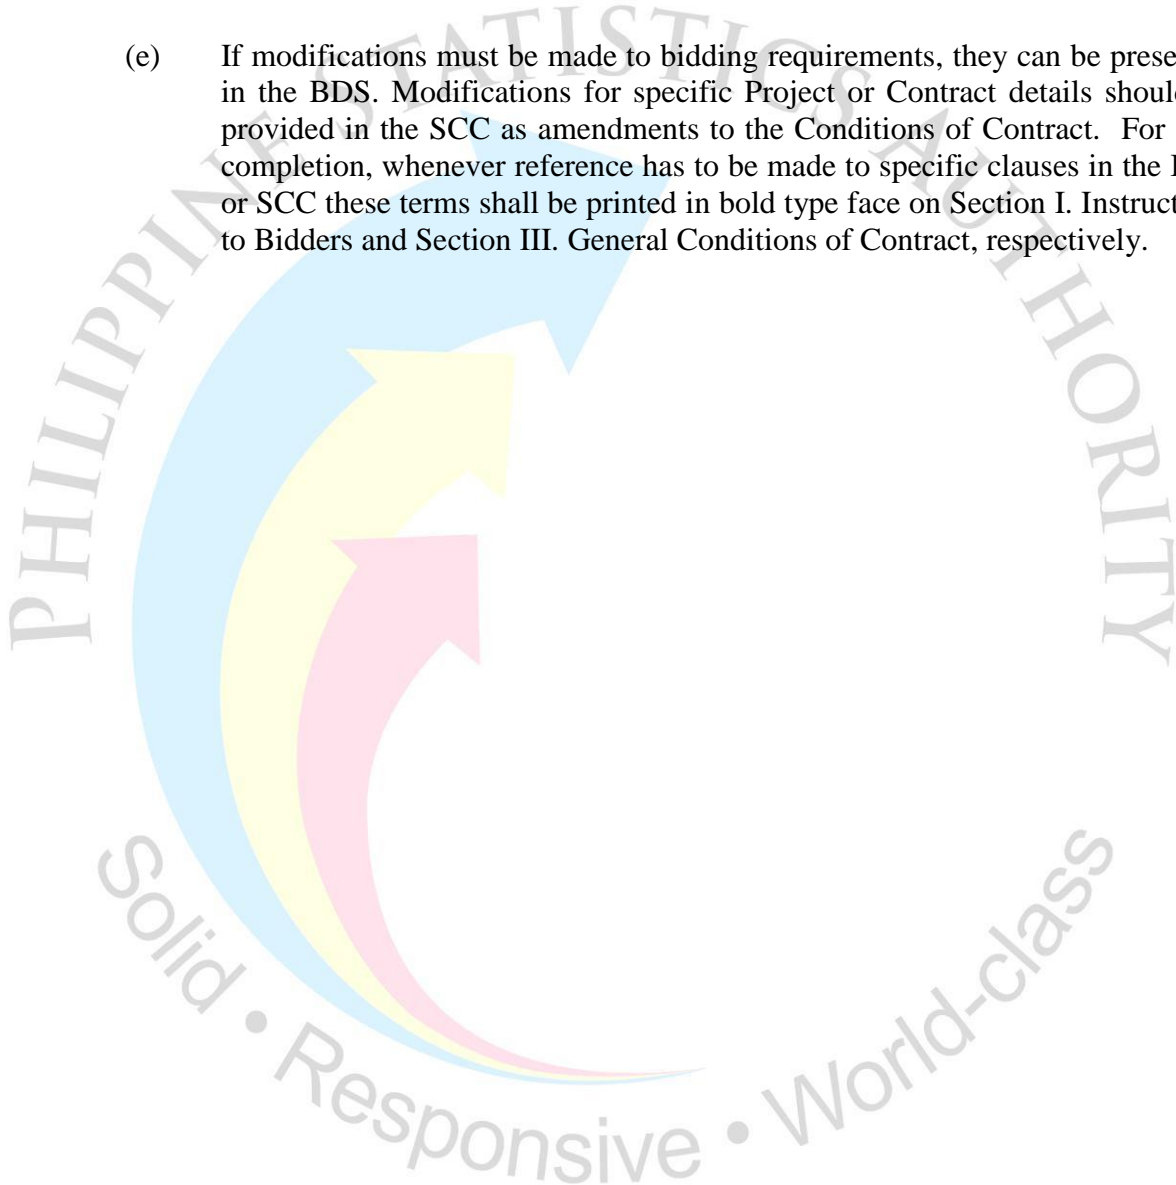 (e) If modifications must be made to bidding requirements, they can be prese
in the BDS. Modifications for specific Project or Contract details should
provided in the SCC as amendments to the Conditions of Contract. For
completion, whenever reference has to be made to specific clauses in the
or SCC these terms shall be printed in bold type face on Section I. Instruct
to Bidders and Section III. General Conditions of Contract, respectively.
PHILIPPINE STATISTICS AUTHORITY
Solid • Responsive • World-class